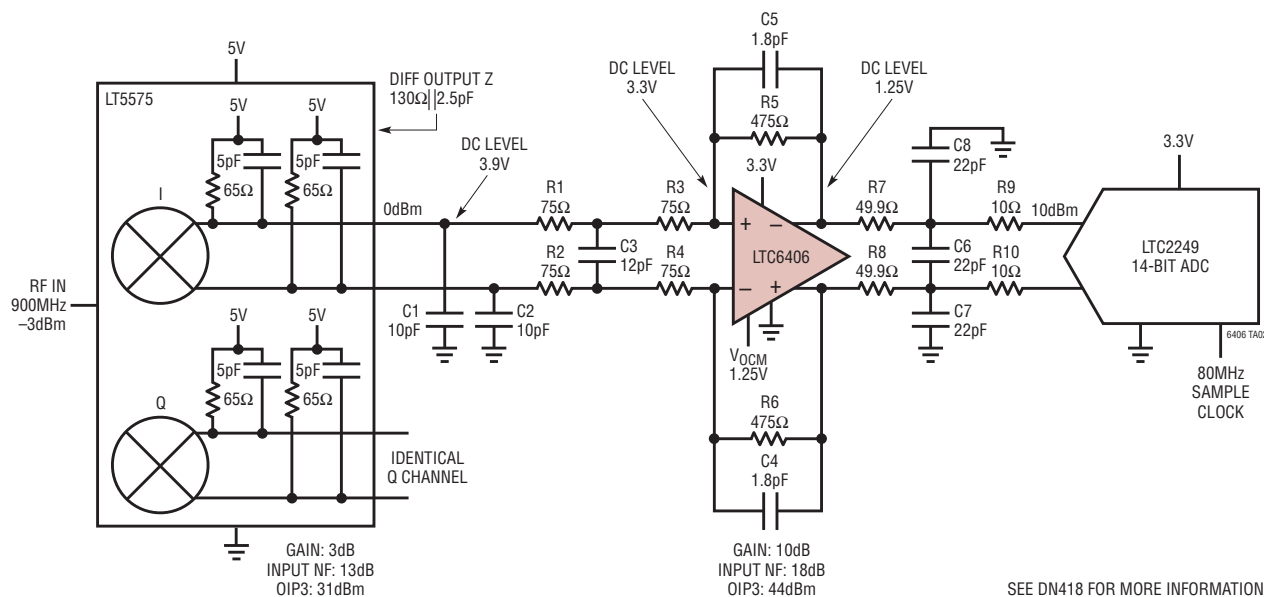 5V
LT5575
5V
5V
5pF
5pF
65Ω
65Ω
I
DIFF OUTPUT Z
130Ω||2.5pF
DC LEVEL
3.9V
0dBm
RF IN
900MHz
–3dBm
C1
10pF
C2
10pF
R1
75Ω
R2
75Ω
C3
12pF
R3
75Ω
R4
75Ω
5V
5V
5pF
5pF
65Ω
65Ω
Q
IDENTICAL
Q CHANNEL
GAIN: 3dB
INPUT NF: 13dB
OIP3: 31dBm
DC LEVEL
3.3V
C5
1.8pF
R5
475Ω
DC LEVEL
1.25V
3.3V
+ –
LTC6406
– +
VOCM
1.25V
R6
475Ω
C4
1.8pF
GAIN: 10dB
INPUT NF: 18dB
OIP3: 44dBm
R7
49.9Ω
R8
49.9Ω
C8
22pF
C6
22pF
C7
22pF
R9
10Ω
R10
10Ω
10dBm
3.3V
LTC2249
14-BIT ADC
80MHz
SAMPLE
CLOCK
SEE DN418 FOR MORE INFORMATION